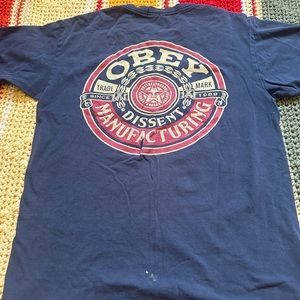 OBEY
TRADE MARK
SINCE 1989
DISSENT
MANUFACTURING